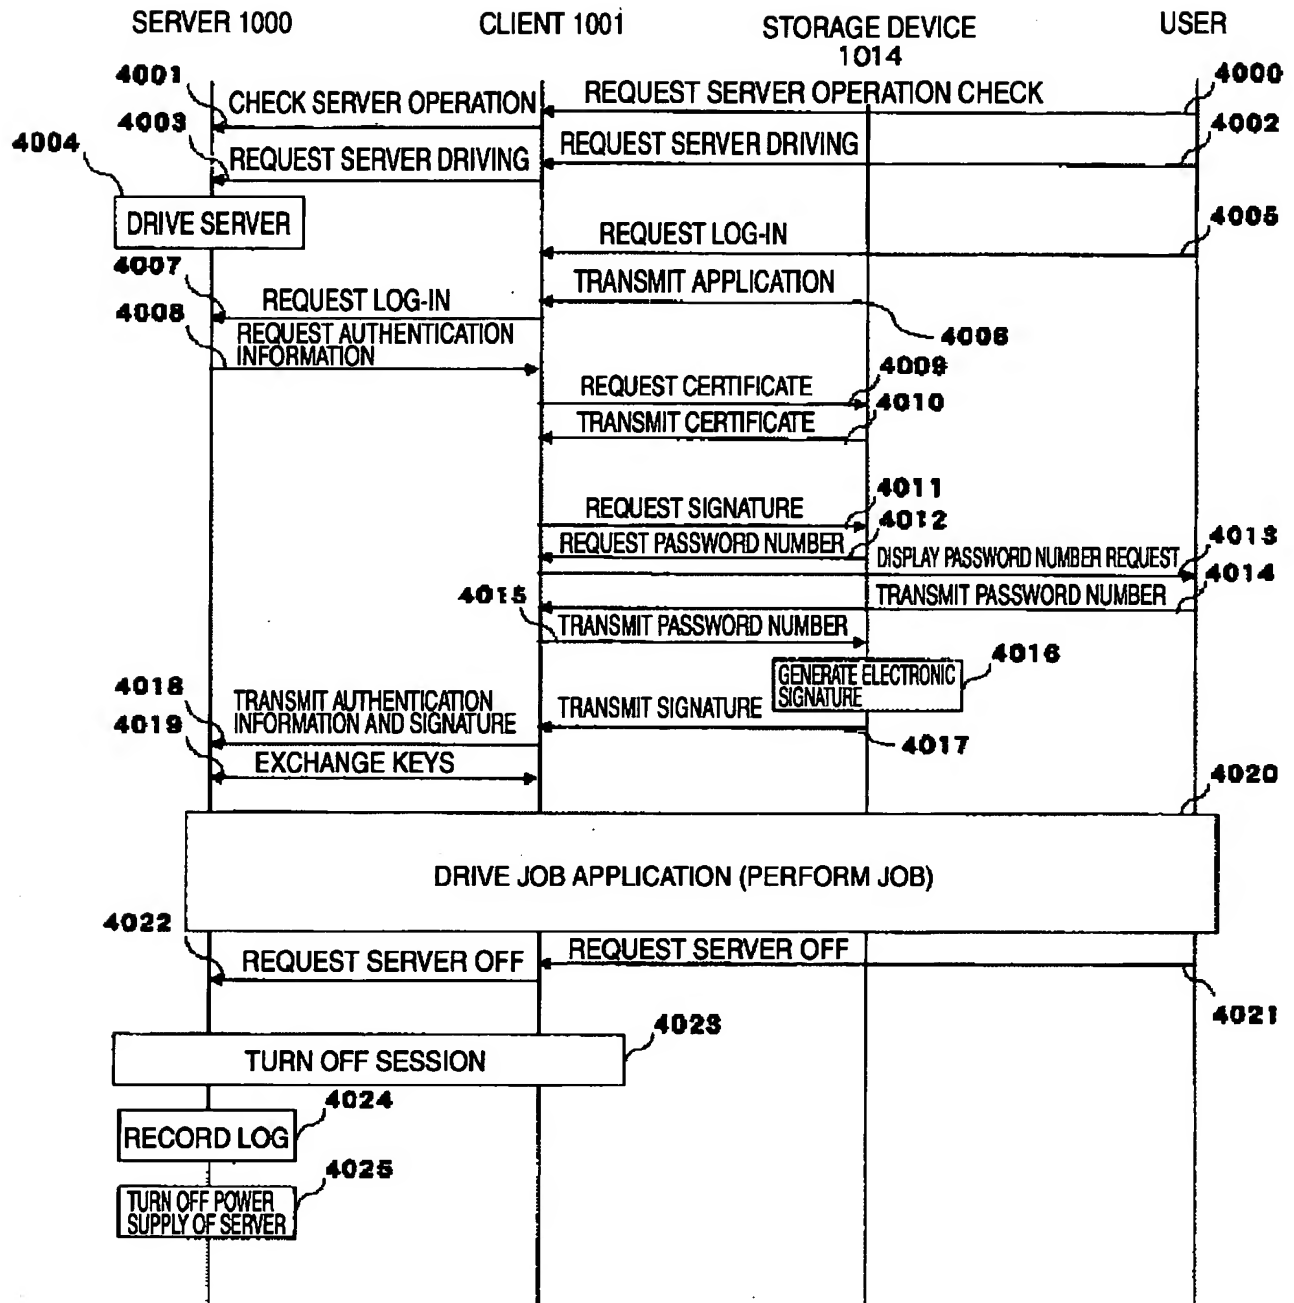 SERVER 1000
CLIENT 1001
STORAGE DEVICE
1014
USER
4001
CHECK SERVER OPERATION
REQUEST SERVER OPERATION CHECK
4000
4003
REQUEST SERVER DRIVING
REQUEST SERVER DRIVING
4002
4004
DRIVE SERVER
REQUEST LOG-IN
4005
4007
REQUEST LOG-IN
TRANSMIT APPLICATION
4006
4008
REQUEST AUTHENTICATION
INFORMATION
REQUEST CERTIFICATE
4009
TRANSMIT CERTIFICATE
4010
REQUEST SIGNATURE
4011
REQUEST PASSWORD NUMBER
4012
DISPLAY PASSWORD NUMBER REQUEST
4013
TRANSMIT PASSWORD NUMBER
4014
4015
TRANSMIT PASSWORD NUMBER
GENERATE ELECTRONIC
SIGNATURE
4016
4018
TRANSMIT AUTHENTICATION
INFORMATION AND SIGNATURE
TRANSMIT SIGNATURE
4017
4019
EXCHANGE KEYS
4020
DRIVE JOB APPLICATION (PERFORM JOB)
4022
REQUEST SERVER OFF
REQUEST SERVER OFF
4021
TURN OFF SESSION
4023
RECORD LOG
4024
TURN OFF POWER
SUPPLY OF SERVER
4025